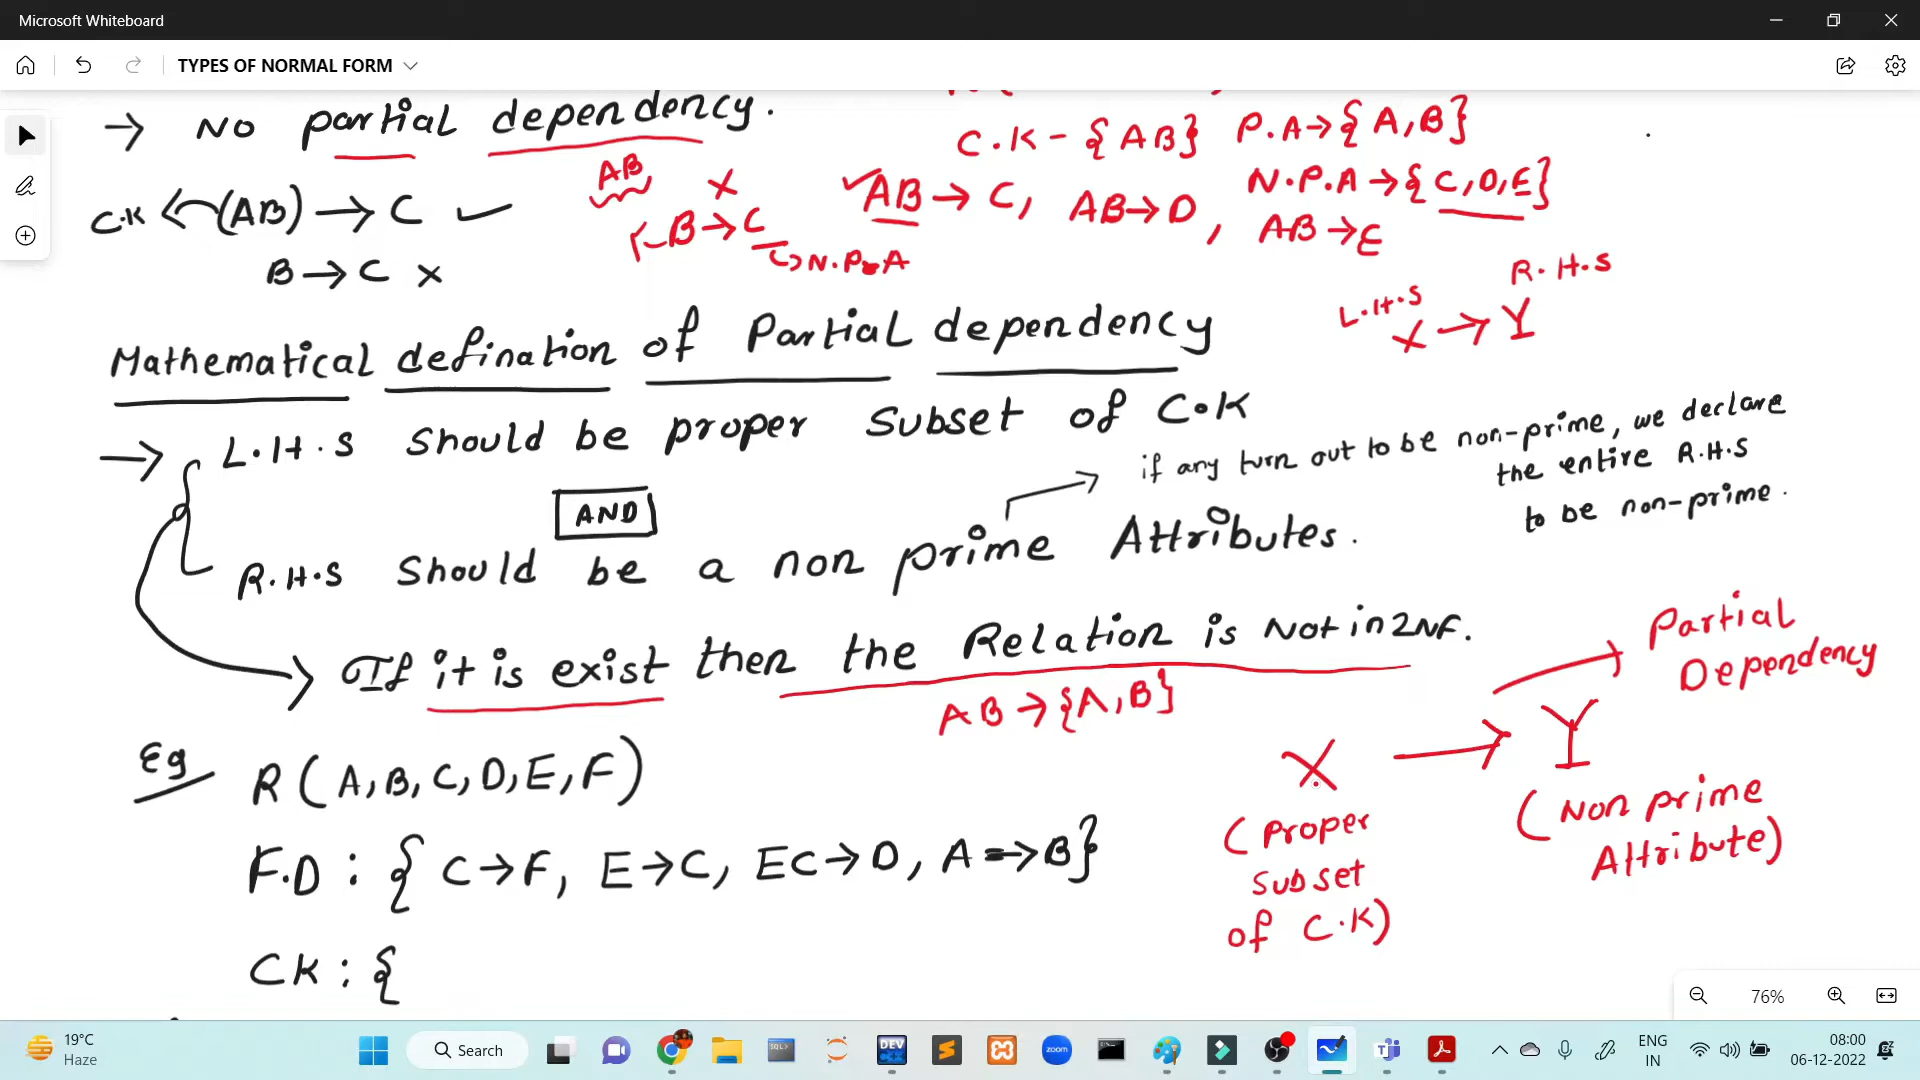 Microsoft Whiteboard
TYPES OF NORMAL FORM
→ No partial dependency.
C.K - {AB} P.A→{A,B}
N.P.A→{C,D,E}
AB
X
C.K ← (AB) → C ✓
B→C
N.P.A
✓AB → C, AB→D, AB→E
B → C x
L.H.S R.H.S
X → Y
Mathematical defination of Partial dependency
→ L.H.S should be proper subset of C.K
AND
if any turn out to be non-prime, we declare
the entire R.H.S
to be non-prime.
R.H.S should be a non prime Attributes.
If it is exist then the Relation is Not in 2NF.
AB→{A,B}
Partial
Dependency
X → Y
(Proper
subset
of C.K)
(Non prime
Attribute)
Eg R(A,B,C,D,E,F)
F.D : { C→F, E→C, EC→D, A→B}
CK : {
76%
19°C
Haze
Search
zoom
ENG
IN
08:00
06-12-2022